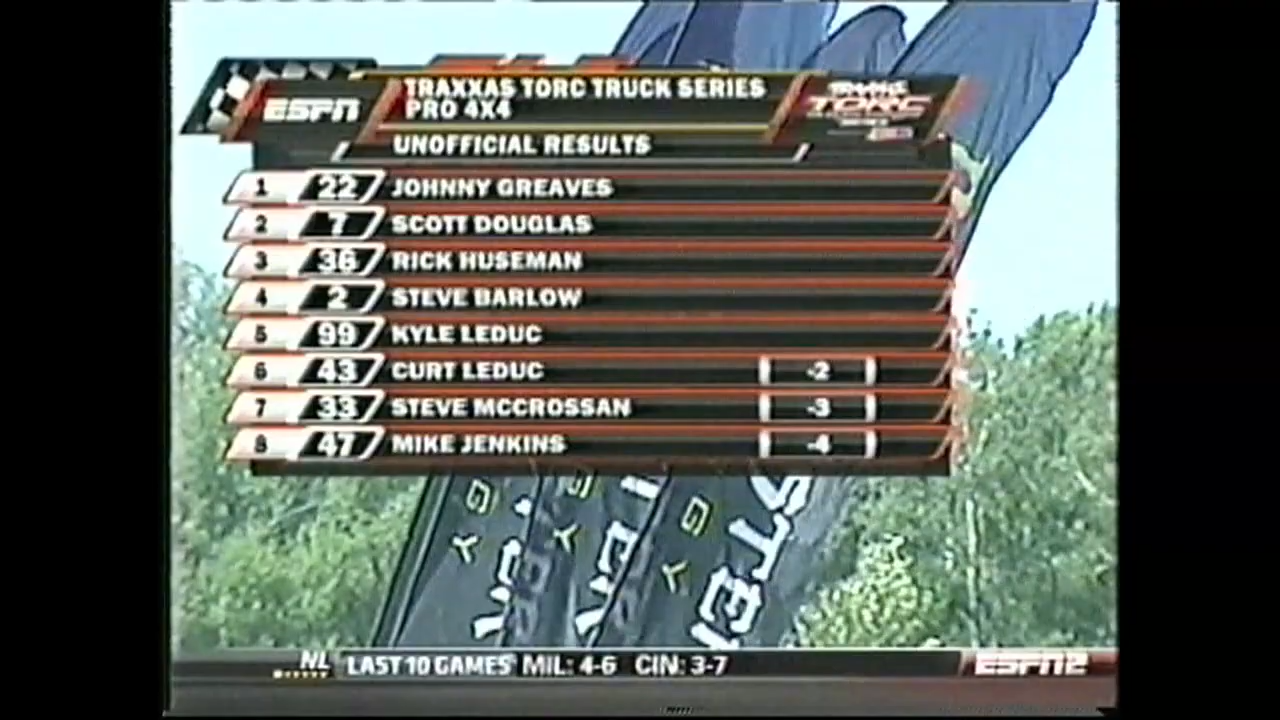 ESPN
TRAXXAS TORC TRUCK SERIES
PRO 4X4
TRAXXAS
TORC
UNOFFICIAL RESULTS
1 22 JOHNNY GREAVES
2 7 SCOTT DOUGLAS
3 36 RICK HUSEMAN
4 2 STEVE BARLOW
5 99 KYLE LEDUC
6 43 CURT LEDUC -2
7 33 STEVE MCCROSSAN -3
8 47 MIKE JENKINS -4
NL LAST 10 GAMES MIL: 4-6 CIN: 3-7 ESPN2